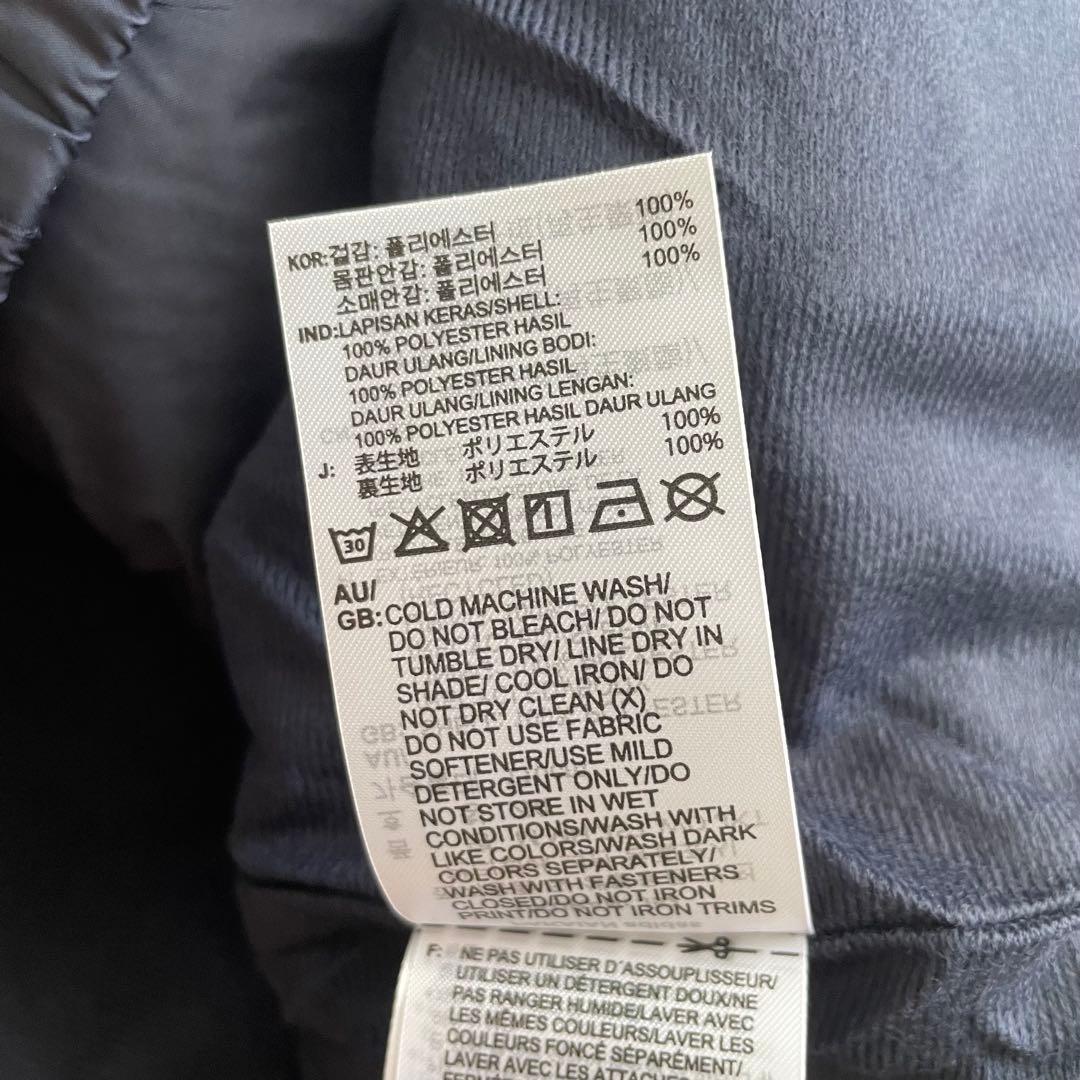 KOR:겉감: 폴리에스터 100%
몸판안감: 폴리에스터 100%
소매안감: 폴리에스터 100%
IND:LAPISAN KERAS/SHELL:
100% POLYESTER HASIL
DAUR ULANG/LINING BODI:
100% POLYESTER HASIL
DAUR ULANG/LINING LENGAN:
100% POLYESTER HASIL DAUR ULANG
J: 表生地 ポリエステル 100%
裏生地 ポリエステル 100%
30
AU/
GB:COLD MACHINE WASH/
DO NOT BLEACH/ DO NOT
TUMBLE DRY/ LINE DRY IN
SHADE/ COOL IRON/ DO
NOT DRY CLEAN (X)
DO NOT USE FABRIC
SOFTENER/USE MILD
DETERGENT ONLY/DO
NOT STORE IN WET
CONDITIONS/WASH WITH
LIKE COLORS/WASH DARK
COLORS SEPARATELY/
WASH WITH FASTENERS
CLOSED/DO NOT IRON
PRINT/DO NOT IRON TRIMS
F: NE PAS UTILISER D'ASSOUPLISSEUR/
UTILISER UN DÉTERGENT DOUX/NE
PAS RANGER HUMIDE/LAVER AVEC
LES MÊMES COULEURS/LAVER LES
COULEURS FONCÉ SÉPARÉMENT/
LAVER AVEC LES ATTACHES